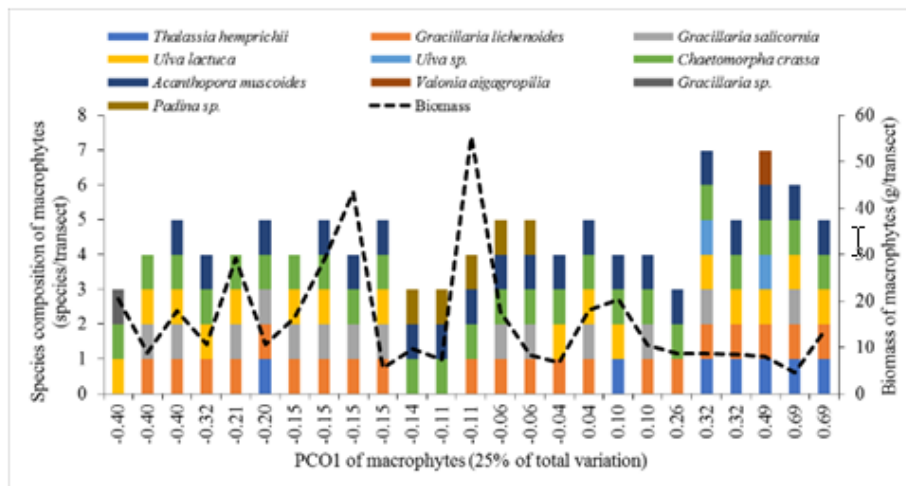 Thalassia hemprichii Gracillaria lichenoides Gracillaria salicornia
Ulva lactuca Ulva sp. Chaetomorpha crassa
Acanthopora muscoides Valonia aigagropilia Gracillaria sp.
Padina sp. Biomass
Species composition of macrophytes
(species/transect)
8
7
6
5
4
3
2
1
0
60
50
40
30
20
10
0
Biomass of macrophytes (g/transect)
-0.40 -0.40 -0.40 -0.32 -0.21 -0.20 -0.15 -0.15 -0.15 -0.15 -0.14 -0.11 -0.11 -0.06 -0.06 -0.04 0.04 0.10 0.10 0.26 0.32 0.32 0.49 0.69 0.69
PCO1 of macrophytes (25% of total variation)